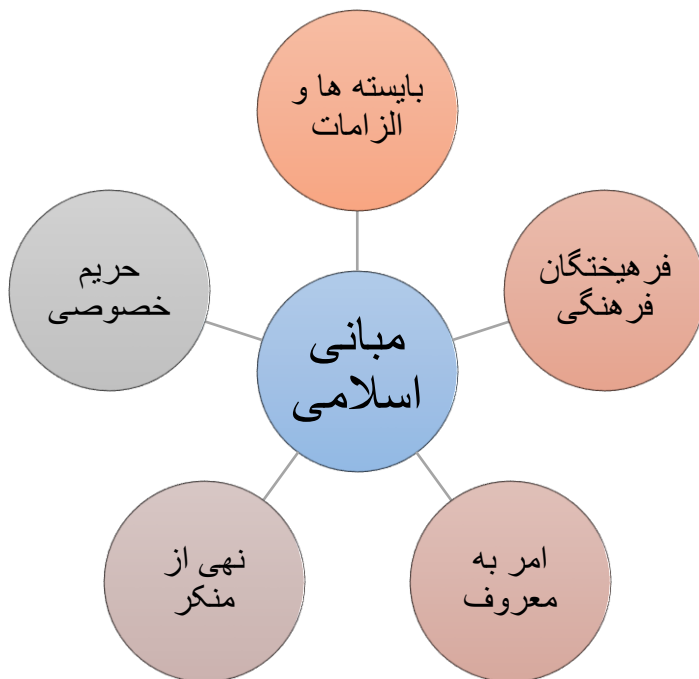 بایسته ها و
الزامات
فرهیختگان
فرهنگی
حریم
خصوصی
مبانی
اسلامی
امر به
معروف
نهی از
منکر